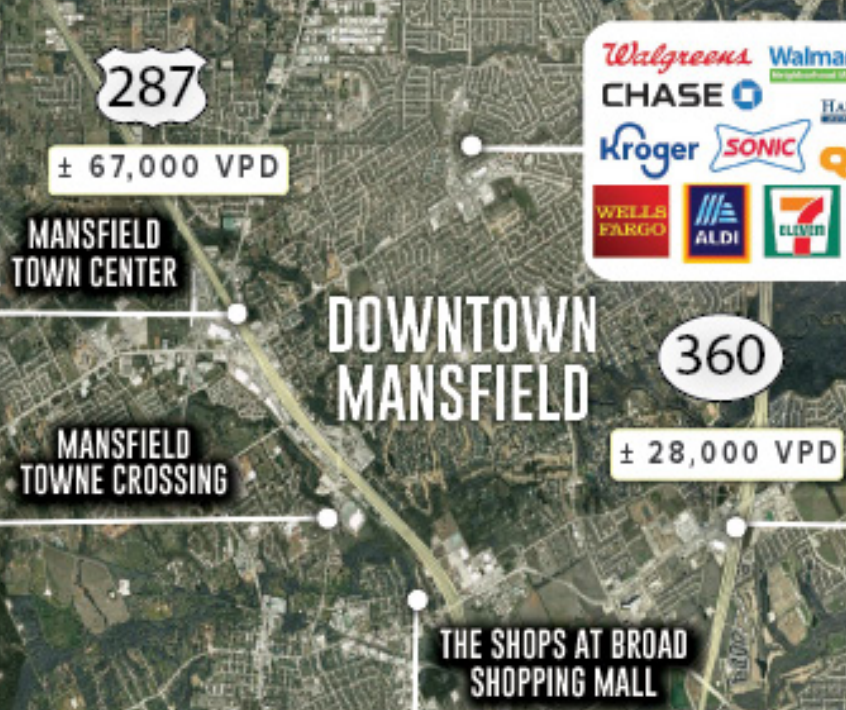 287
± 67,000 VPD
MANSFIELD
TOWN CENTER
Walgreens
CHASE
Kroger
SONIC
WELLS
FARGO
ALDI
7
ELEVEN
DOWNTOWN
MANSFIELD
360
± 28,000 VPD
MANSFIELD
TOWNE CROSSING
THE SHOPS AT BROAD
SHOPPING MALL